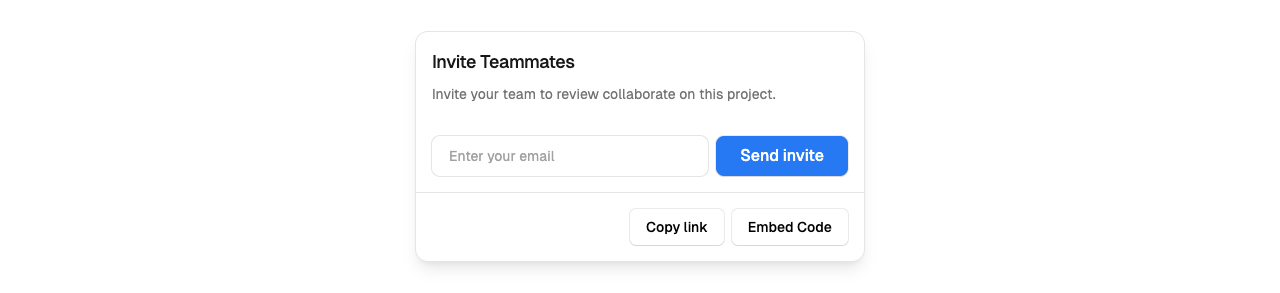 Invite Teammates
Invite your team to review collaborate on this project.
Enter your email
Send invite
Copy link
Embed Code